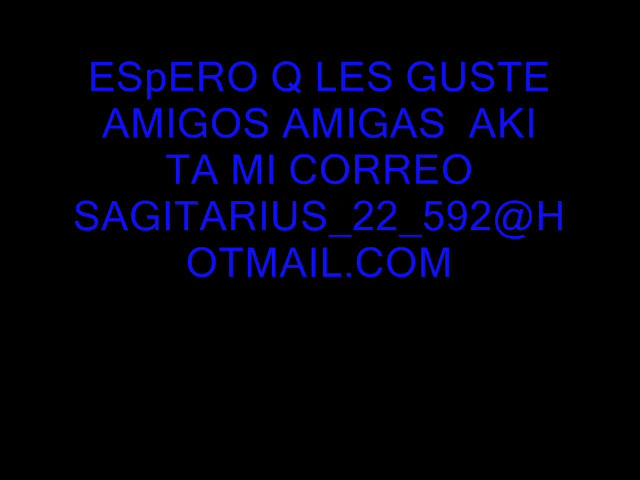 ESpERO Q LES GUSTE
AMIGOS AMIGAS  AKI
TA MI CORREO
SAGITARIUS_22_592@H
OTMAIL.COM